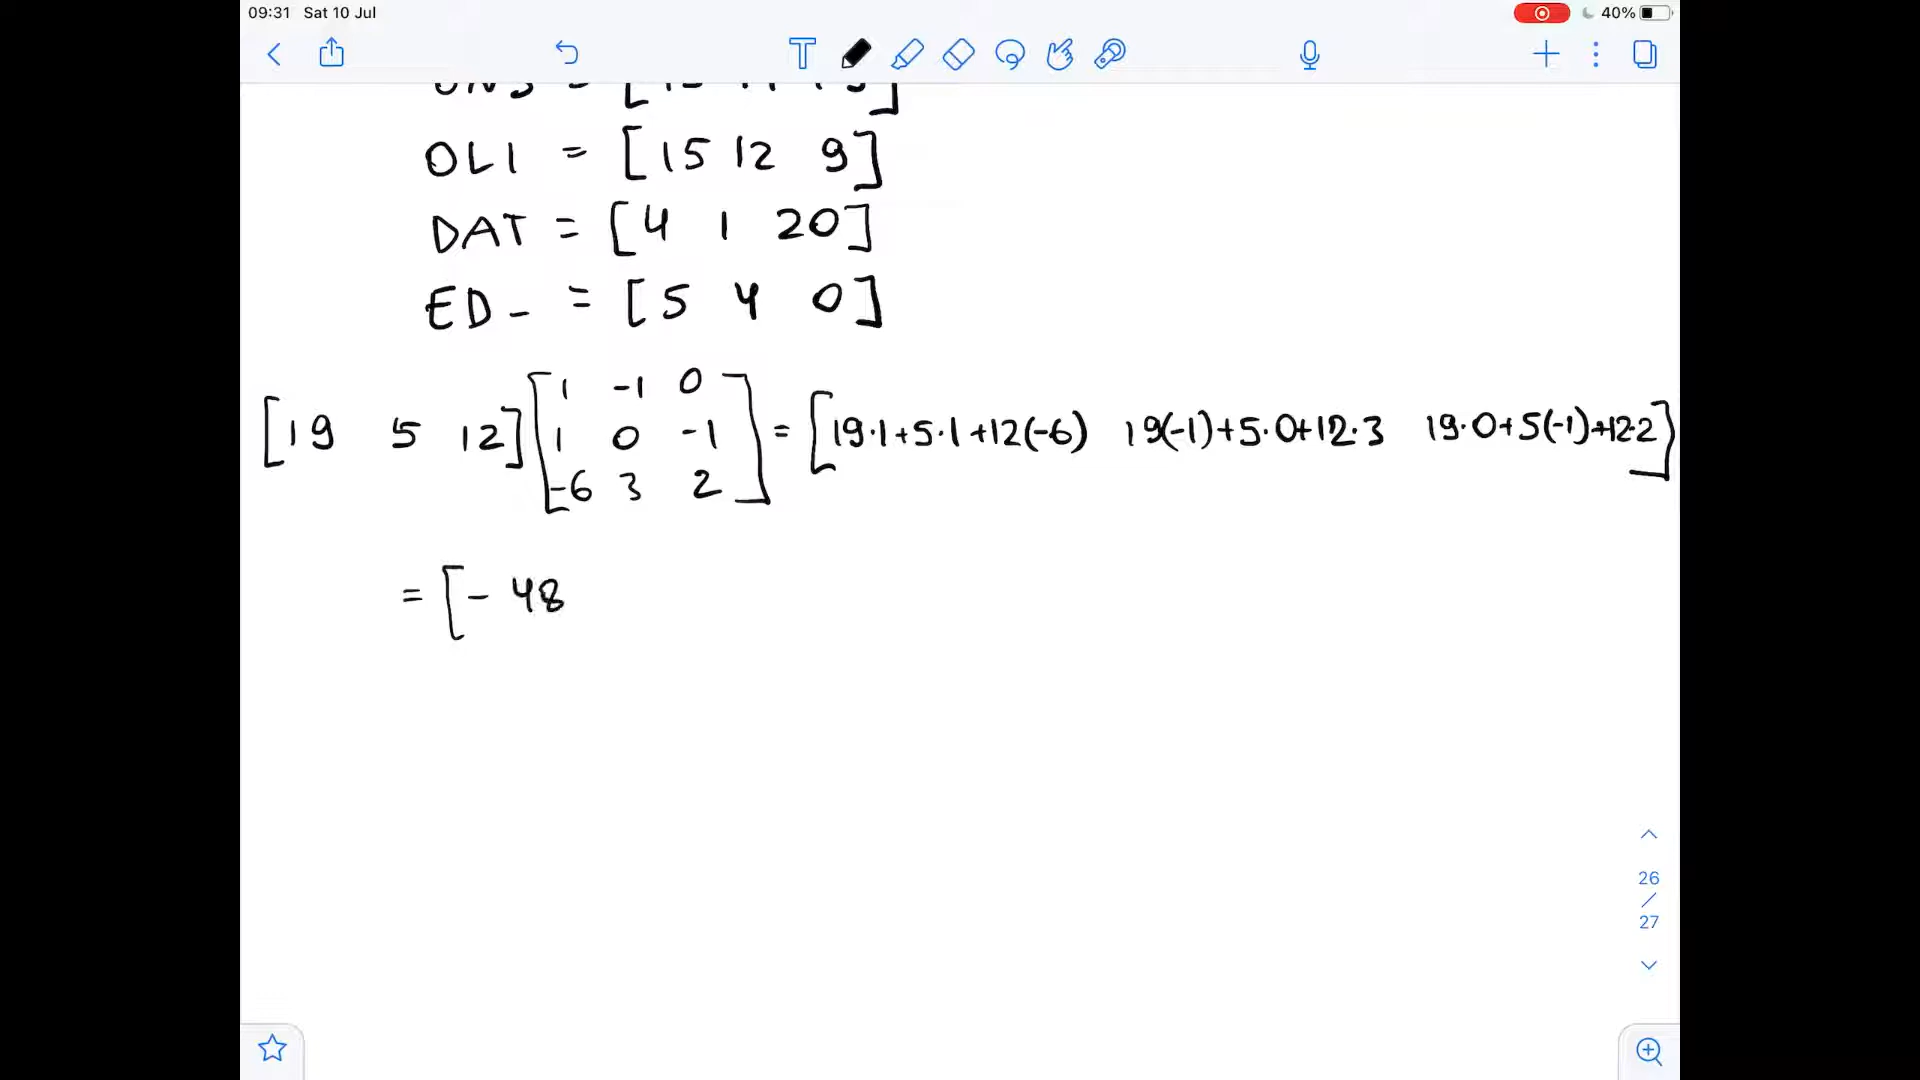 09:31 Sat 10 Jul 40%
T
OLI = [15 12 9]
DAT = [4 1 20]
ED- = [5 4 0]
1 -1 0
[19 5 12] [1 0 -1] = [19·1+5·1+12(-6) 19(-1)+5·0+12·3 19·0+5(-1)+12·2]
-6 3 2
= [- 48
26
/
27